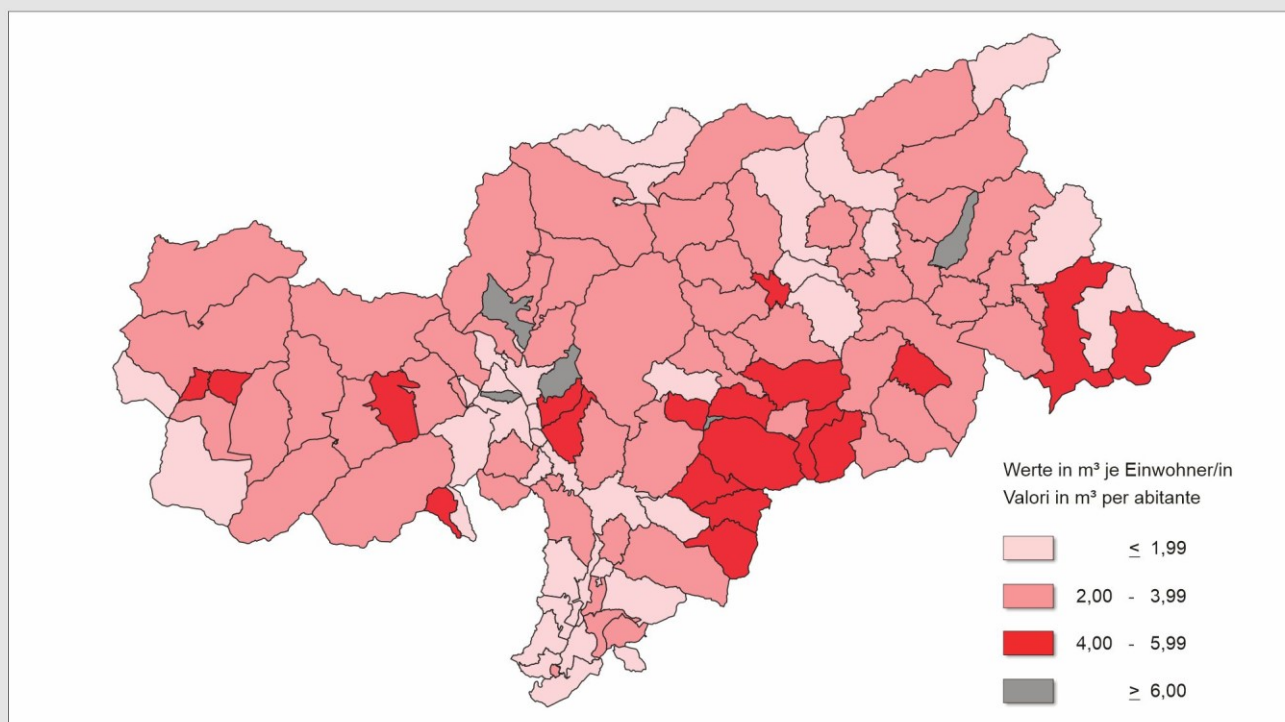 Werte in m³ je Einwohner/in
Valori in m³ per abitante
≤ 1,99
2,00 - 3,99
4,00 - 5,99
≥ 6,00